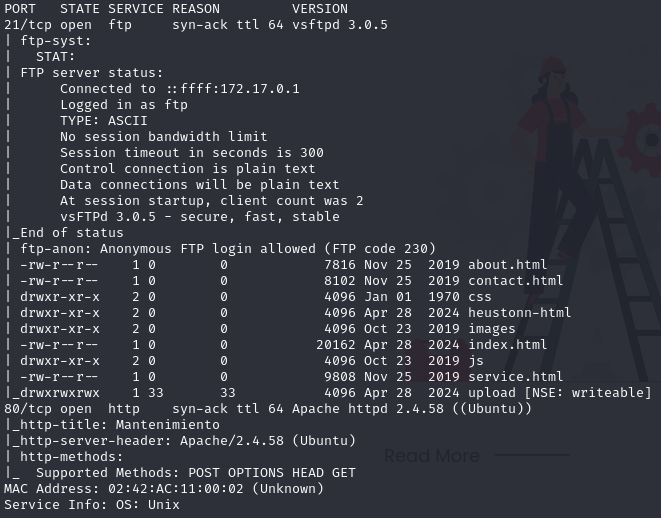 PORT   STATE SERVICE REASON         VERSION
21/tcp open  ftp     syn-ack ttl 64 vsftpd 3.0.5
| ftp-syst:
|   STAT:
| FTP server status:
|      Connected to ::ffff:172.17.0.1
|      Logged in as ftp
|      TYPE: ASCII
|      No session bandwidth limit
|      Session timeout in seconds is 300
|      Control connection is plain text
|      Data connections will be plain text
|      At session startup, client count was 2
|      vsFTPd 3.0.5 - secure, fast, stable
|_End of status
| ftp-anon: Anonymous FTP login allowed (FTP code 230)
| -rw-r--r--    1 0        0            7816 Nov 25  2019 about.html
| -rw-r--r--    1 0        0            8102 Nov 25  2019 contact.html
| drwxr-xr-x    2 0        0            4096 Jan 01  1970 css
| drwxr-xr-x    2 0        0            4096 Apr 28  2024 heustonn-html
| drwxr-xr-x    2 0        0            4096 Oct 23  2019 images
| -rw-r--r--    1 0        0           20162 Apr 28  2024 index.html
| drwxr-xr-x    2 0        0            4096 Oct 23  2019 js
| -rw-r--r--    1 0        0            9808 Nov 25  2019 service.html
|_drwxrwxrwx    1 33       33           4096 Apr 28  2024 upload [NSE: writeable]
80/tcp open  http    syn-ack ttl 64 Apache httpd 2.4.58 ((Ubuntu))
|_http-title: Mantenimiento
|_http-server-header: Apache/2.4.58 (Ubuntu)
| http-methods:
Read More
|_  Supported Methods: POST OPTIONS HEAD GET
MAC Address: 02:42:AC:11:00:02 (Unknown)
Service Info: OS: Unix